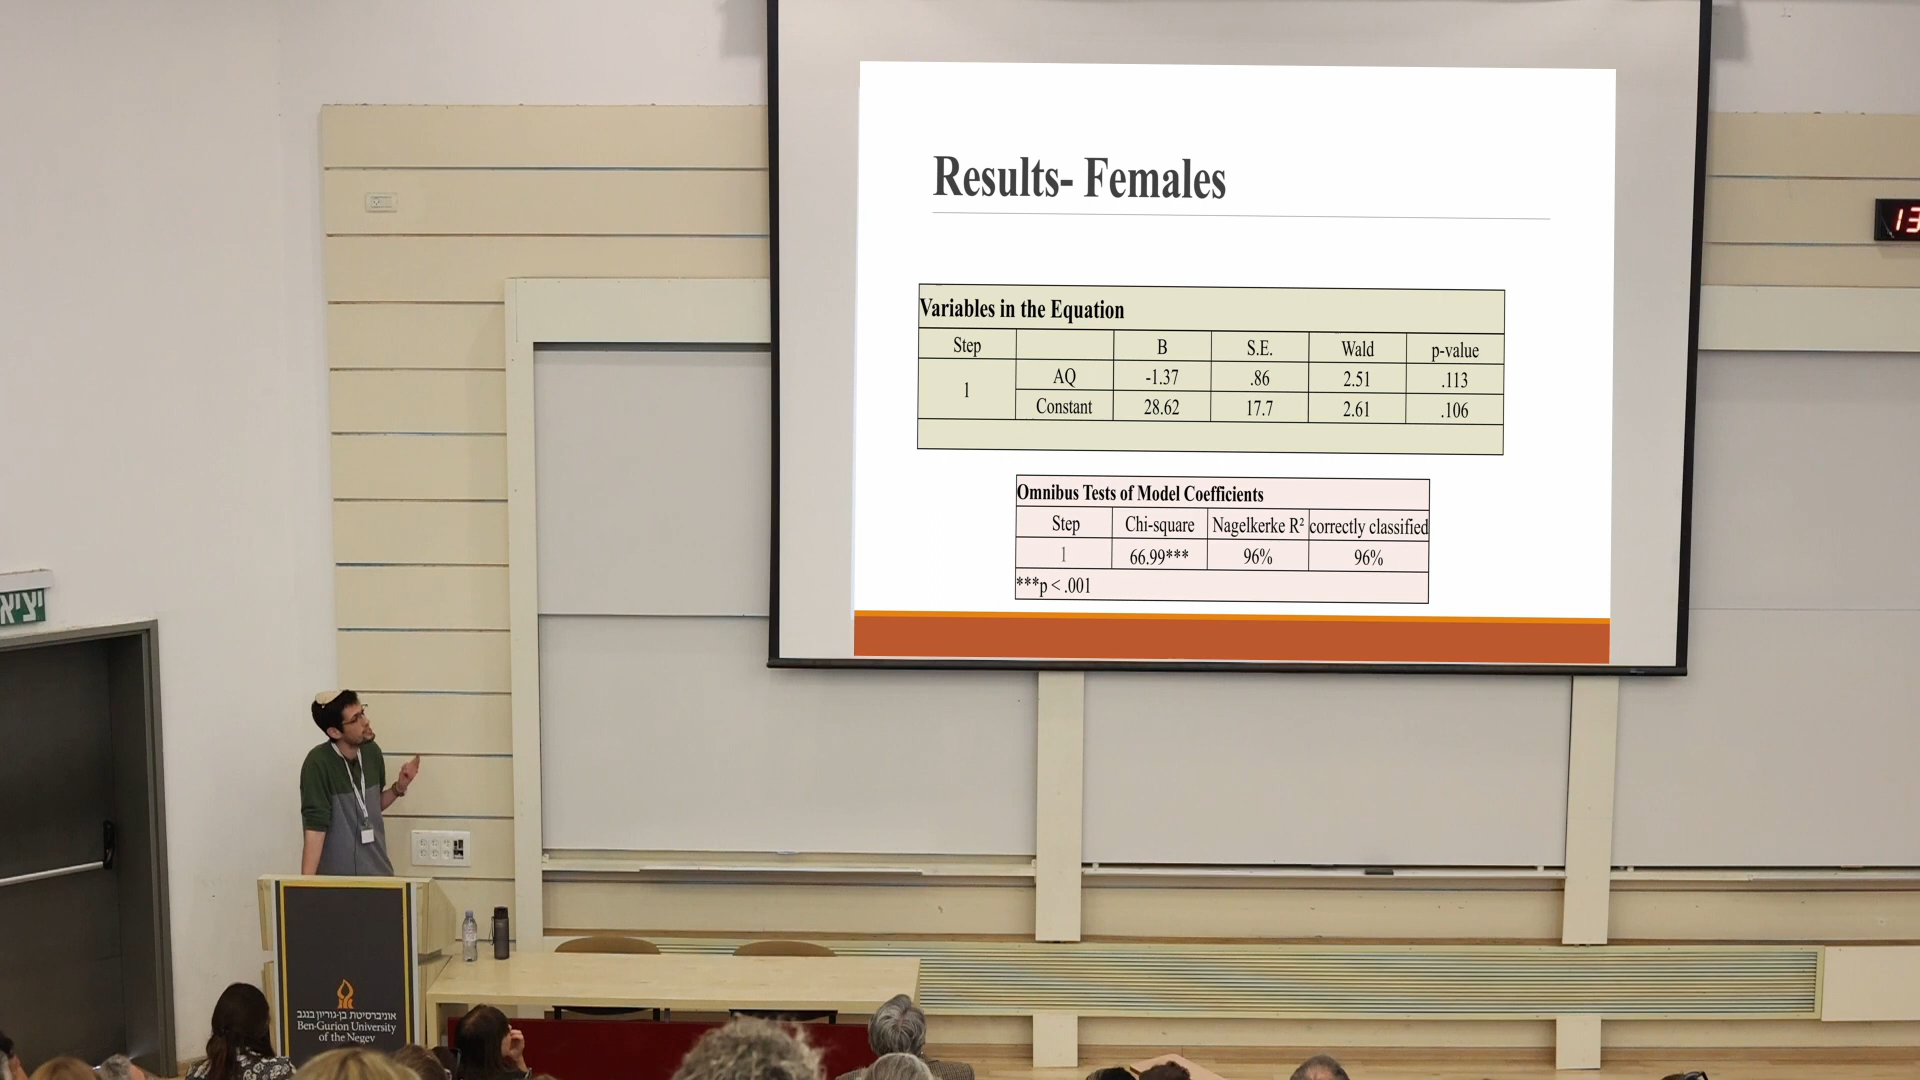 Results- Females
Variables in the Equation
Step B S.E. Wald p-value
1 AQ -1.37 .86 2.51 .113
Constant 28.62 17.7 2.61 .106
Omnibus Tests of Model Coefficients
Step Chi-square Nagelkerke R² correctly classified
1 66.99*** 96% 96%
***p < .001
13
יציא
אוניברסיטת בן-גוריון בנגב
Ben-Gurion University
of the Negev